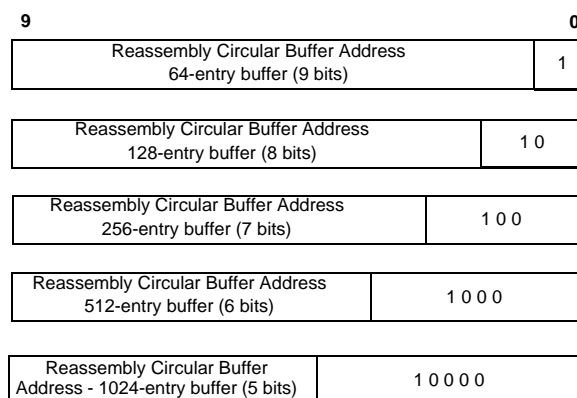 9 0
Reassembly Circular Buffer Address
64-entry buffer (9 bits)
1
Reassembly Circular Buffer Address
128-entry buffer (8 bits)
1 0
Reassembly Circular Buffer Address
256-entry buffer (7 bits)
1 0 0
Reassembly Circular Buffer Address
512-entry buffer (6 bits)
1 0 0 0
Reassembly Circular Buffer
Address - 1024-entry buffer (5 bits)
1 0 0 0 0